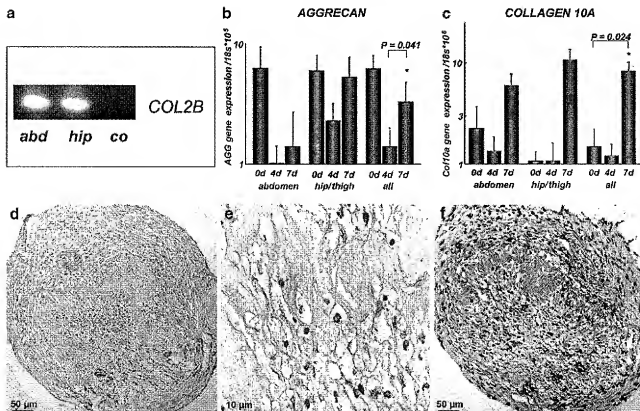 a
COL2B
abd hip co
b
AGGRECAN
P = 0.041
*
10
1
AGG gene expression /18s*10⁵
0d 4d 7d 0d 4d 7d 0d 4d 7d
abdomen hip/thigh all
c
COLLAGEN 10A
P = 0.024
*
10
3
1
Col10a gene expression /18s*10⁶
0d 4d 7d 0d 4d 7d 0d 4d 7d
abdomen hip/thigh all
d
50 µm
e
10 µm
f
50 µm